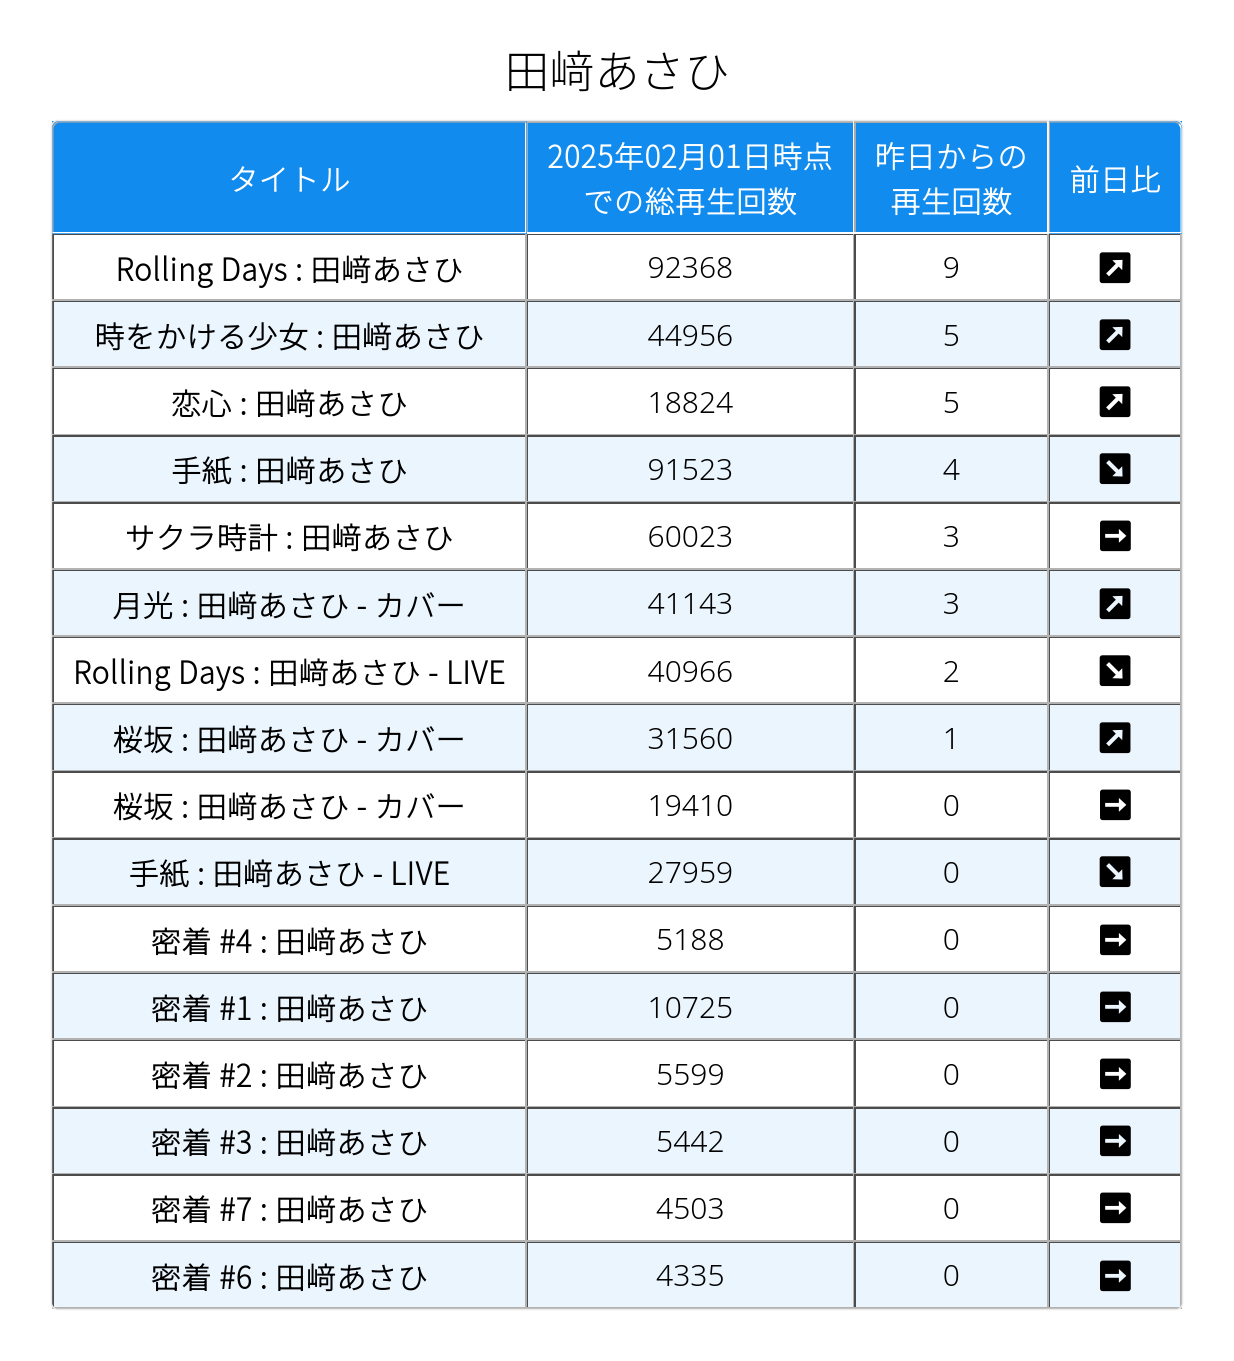 田﨑あさひ
タイトル
2025年02月01日時点
での総再生回数
昨日からの
再生回数
前日比
Rolling Days : 田﨑あさひ 92368 9 ↗
時をかける少女 : 田﨑あさひ 44956 5 ↗
恋心 : 田﨑あさひ 18824 5 ↗
手紙 : 田﨑あさひ 91523 4 ↘
サクラ時計 : 田﨑あさひ 60023 3 →
月光 : 田﨑あさひ - カバー 41143 3 ↗
Rolling Days : 田﨑あさひ - LIVE 40966 2 ↘
桜坂 : 田﨑あさひ - カバー 31560 1 ↗
桜坂 : 田﨑あさひ - カバー 19410 0 →
手紙 : 田﨑あさひ - LIVE 27959 0 ↘
密着 #4 : 田﨑あさひ 5188 0 →
密着 #1 : 田﨑あさひ 10725 0 →
密着 #2 : 田﨑あさひ 5599 0 →
密着 #3 : 田﨑あさひ 5442 0 →
密着 #7 : 田﨑あさひ 4503 0 →
密着 #6 : 田﨑あさひ 4335 0 →